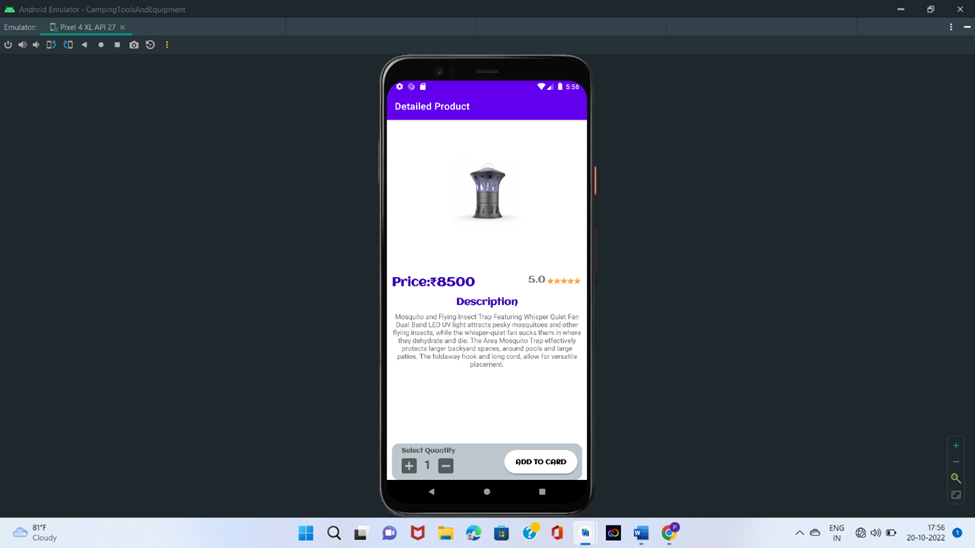 Android Emulator - CampingToolsAndEquipment
Emulator: Pixel 4 XL API 27
5:56
Detailed Product
Price:₹8500
5.0
Description
Mosquito and Flying Insect Trap Featuring Whisper Quiet Fan
Dual Band LED UV light attracts pesky mosquitoes and other
flying insects, while the whisper-quiet fan sucks them in where
they dehydrate and die. The Area Mosquito Trap effectively
protects larger backyard spaces, around pools and large
patios. The foldaway hook and long cord, allow for versatile
placement.
Select Quantity
1
ADD TO CARD
81°F
Cloudy
ENG
IN
17:56
20-10-2022